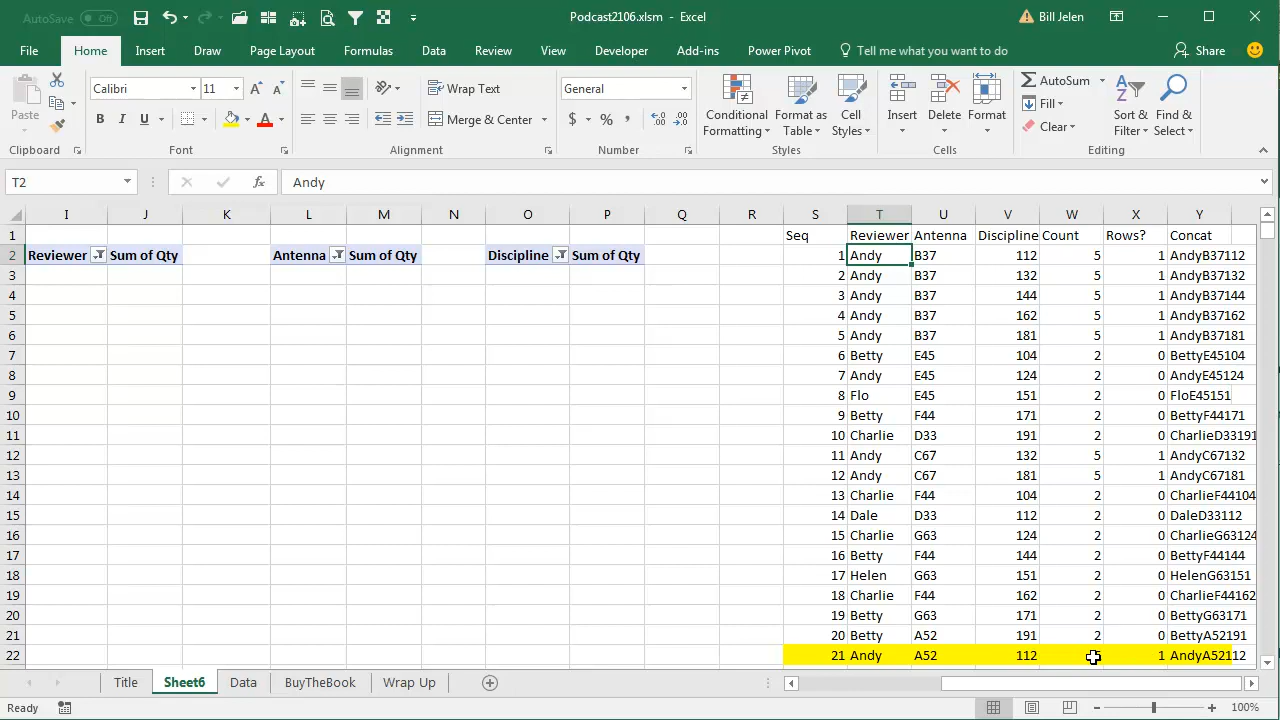 AutoSave Off Podcast2106.xlsm - Excel Bill Jelen
File Home Insert Draw Page Layout Formulas Data Review View Developer Add-ins Power Pivot Tell me what you want to do Share
Paste Calibri 11 A A Wrap Text General Conditional Formatting Format as Table Cell Styles Insert Delete Format AutoSum Sort & Filter Find & Select
B I U A Merge & Center $ % , Fill
Clear
Clipboard Font Alignment Number Styles Cells Editing
T2 fx Andy
I J K L M N O P Q R S T U V W X Y
1 Seq Reviewer Antenna Discipline Count Rows? Concat
2 Reviewer Sum of Qty Antenna Sum of Qty Discipline Sum of Qty 1 Andy B37 112 5 1 AndyB37112
3 2 Andy B37 132 5 1 AndyB37132
4 3 Andy B37 144 5 1 AndyB37144
5 4 Andy B37 162 5 1 AndyB37162
6 5 Andy B37 181 5 1 AndyB37181
7 6 Betty E45 104 2 0 BettyE45104
8 7 Andy E45 124 2 0 AndyE45124
9 8 Flo E45 151 2 0 FloE45151
10 9 Betty F44 171 2 0 BettyF44171
11 10 Charlie D33 191 2 0 CharlieD33191
12 11 Andy C67 132 5 1 AndyC67132
13 12 Andy C67 181 5 1 AndyC67181
14 13 Charlie F44 104 2 0 CharlieF44104
15 14 Dale D33 112 2 0 DaleD33112
16 15 Charlie G63 124 2 0 CharlieG63124
17 16 Betty F44 144 2 0 BettyF44144
18 17 Helen G63 151 2 0 HelenG63151
19 18 Charlie F44 162 2 0 CharlieF44162
20 19 Betty G63 171 2 0 BettyG63171
21 20 Betty A52 191 2 0 BettyA52191
22 21 Andy A52 112 1 AndyA52112
Title Sheet6 Data BuyTheBook Wrap Up
Ready 100%